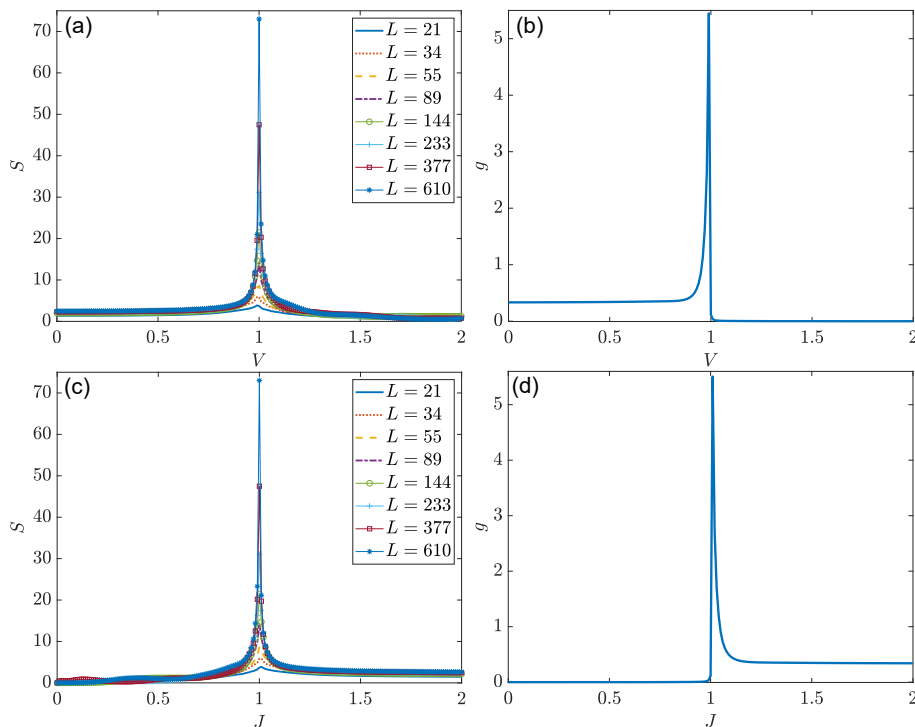 (a)
70
60
50
40
30
20
10
0
S
0 0.5 1 1.5 2
V
L = 21
L = 34
L = 55
L = 89
L = 144
L = 233
L = 377
L = 610
(b)
5
4
3
2
1
0
g
0 0.5 1 1.5 2
V
(c)
70
60
50
40
30
20
10
0
S
0 0.5 1 1.5 2
J
L = 21
L = 34
L = 55
L = 89
L = 144
L = 233
L = 377
L = 610
(d)
5
4
3
2
1
0
g
0 0.5 1 1.5 2
J